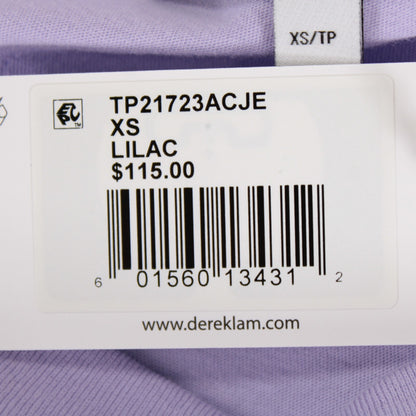 XS/TP
TP21723ACJE
XS
LILAC
$115.00
6 01560 13431 2
www.dereklam.com